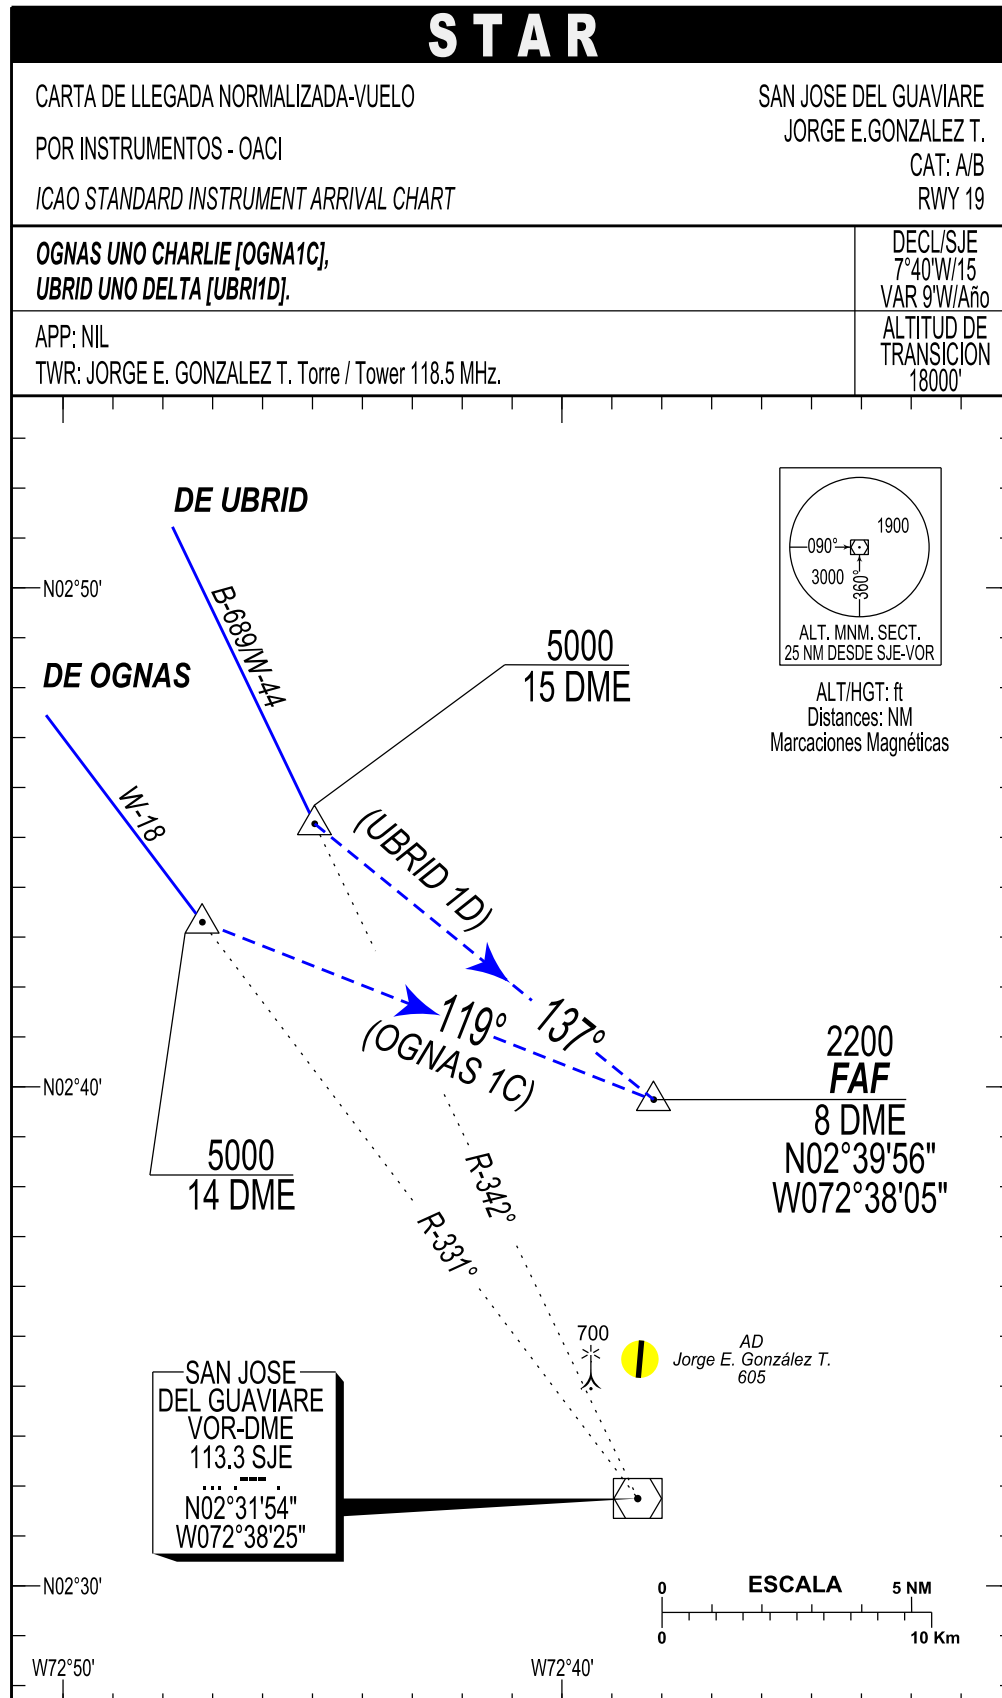 STAR
CARTA DE LLEGADA NORMALIZADA-VUELO
POR INSTRUMENTOS - OACI
ICAO STANDARD INSTRUMENT ARRIVAL CHART
SAN JOSE DEL GUAVIARE
JORGE E.GONZALEZ T.
CAT: A/B
RWY 19
OGNAS UNO CHARLIE [OGNA1C],
UBRID UNO DELTA [UBRI1D].
DECL/SJE
7°40'W/15
VAR 9'W/Año
APP: NIL
TWR: JORGE E. GONZALEZ T. Torre / Tower 118.5 MHz.
ALTITUD DE
TRANSICION
18000'
DE UBRID
B-689/W-44
N02°50'
DE OGNAS
W-18
5000
15 DME
1900
090°
3000
360°
ALT. MNM. SECT.
25 NM DESDE SJE-VOR
ALT/HGT: ft
Distances: NM
Marcaciones Magnéticas
(UBRID 1D)
137°
119°
(OGNAS 1C)
2200
FAF
8 DME
N02°39'56"
W072°38'05"
N02°40'
5000
14 DME
R-342°
R-331°
700
AD
Jorge E. González T.
605
SAN JOSE
DEL GUAVIARE
VOR-DME
113.3 SJE
... .--- .
N02°31'54"
W072°38'25"
N02°30'
0 ESCALA 5 NM
0 10 Km
W72°50'
W72°40'